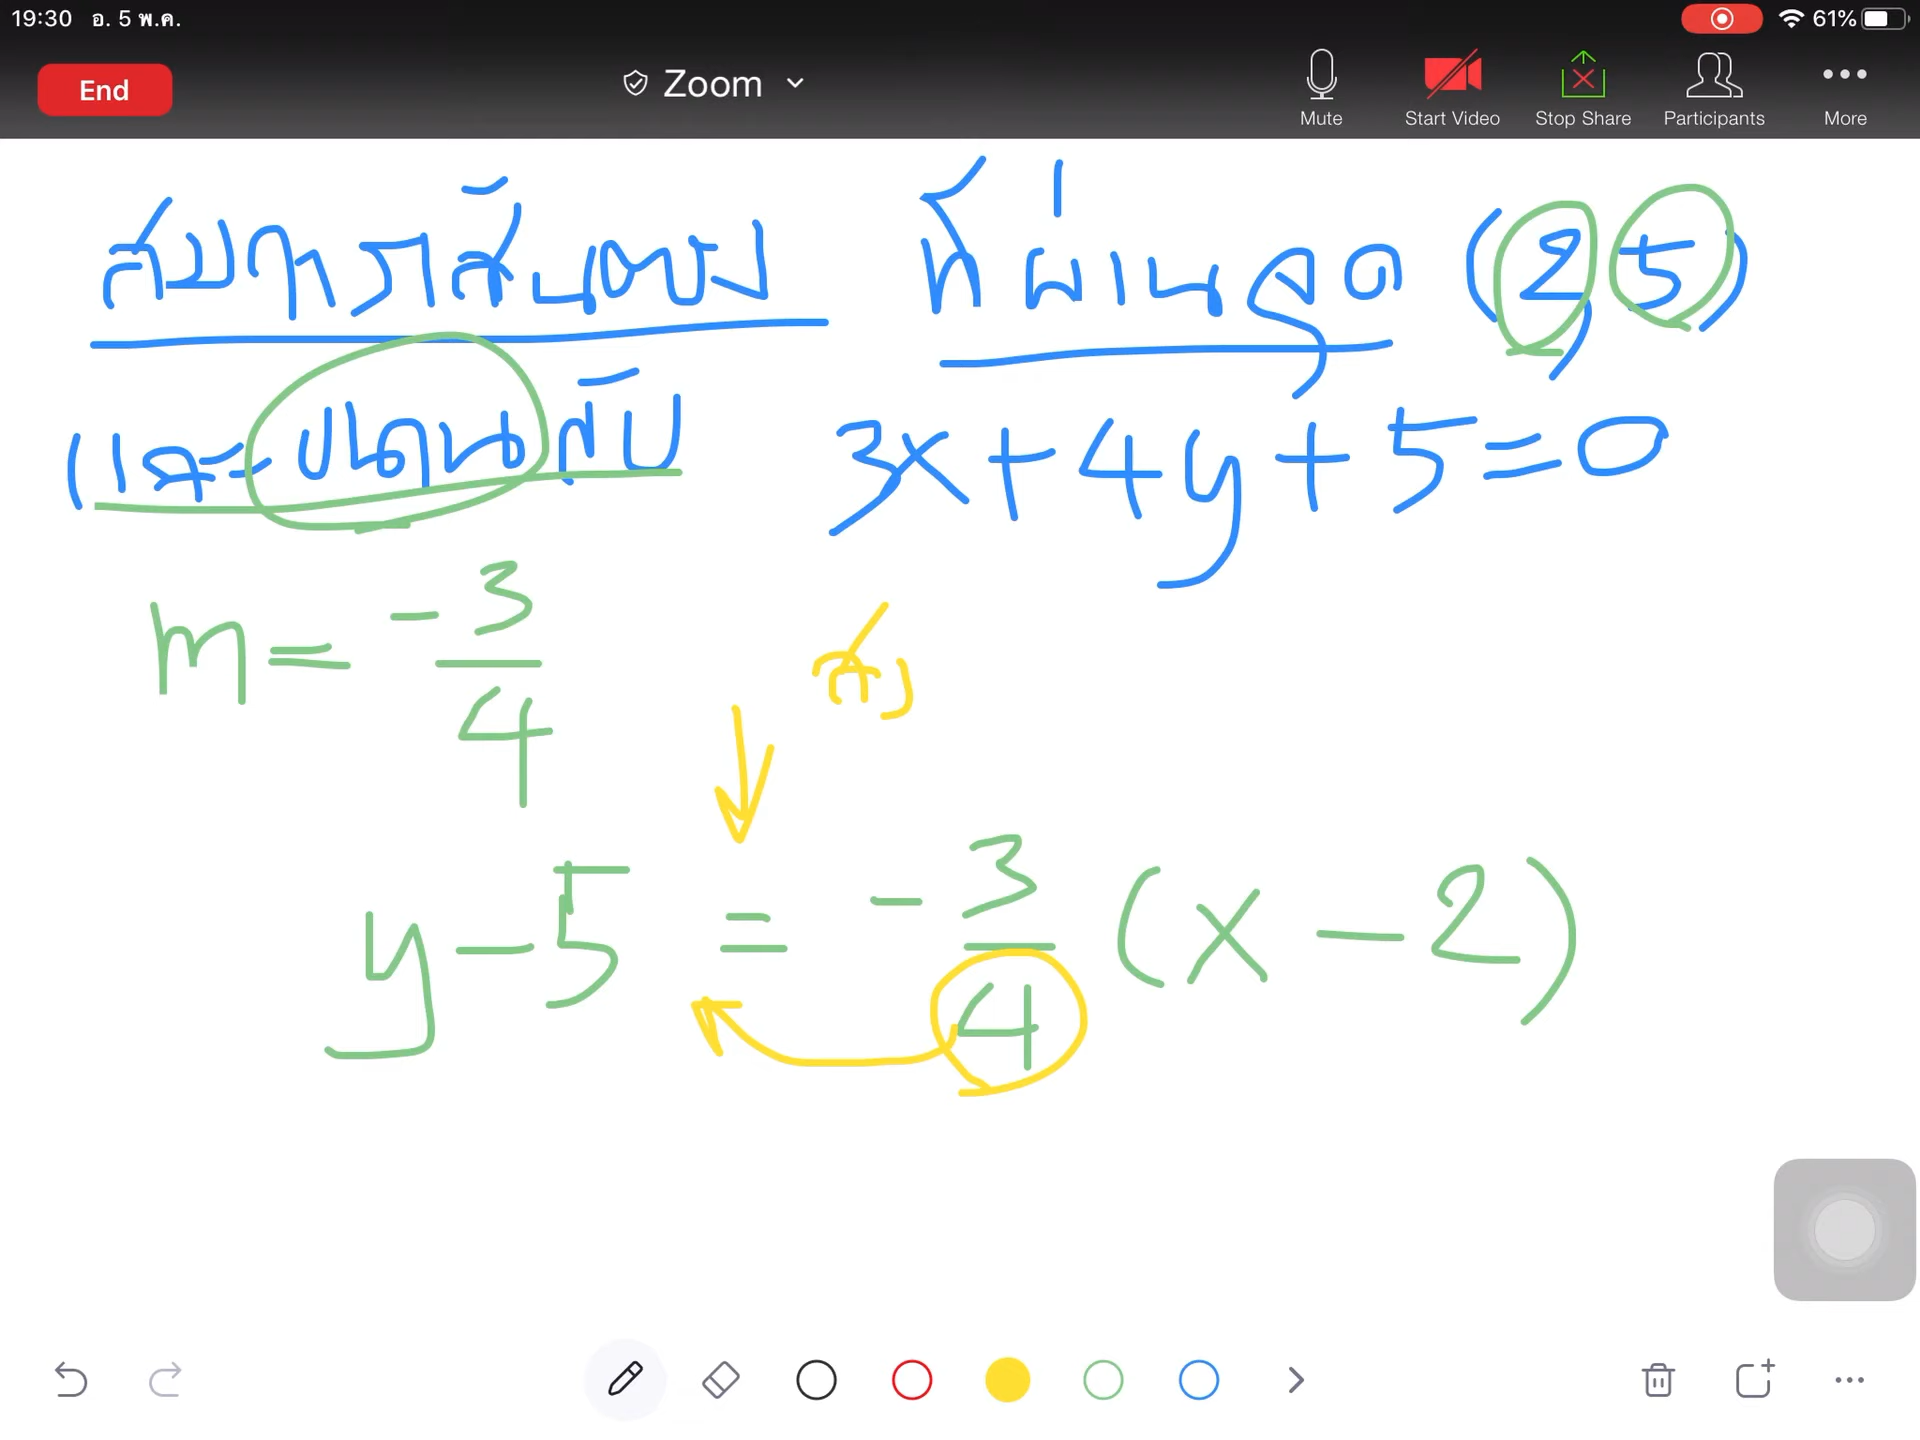 19:30 อ. 5 พ.ค. 61%
End Zoom Mute Start Video Stop Share Participants More
สมการเส้นตรง ที่ผ่านจุด (2,5)
และขนานกับ 3x+4y+5=0
m = -3/4
y-5 = -3/4 (x-2)